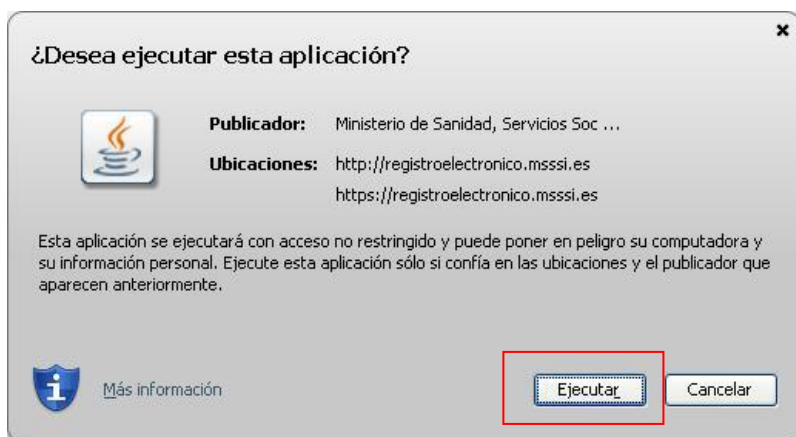 ¿Desea ejecutar esta aplicación?
Publicador: Ministerio de Sanidad, Servicios Soc ...
Ubicaciones: http://registroelectronico.msssi.es
https://registroelectronico.msssi.es
Esta aplicación se ejecutará con acceso no restringido y puede poner en peligro su computadora y
su información personal. Ejecute esta aplicación sólo si confía en las ubicaciones y el publicador que
aparecen anteriormente.
Más información
Ejecutar
Cancelar